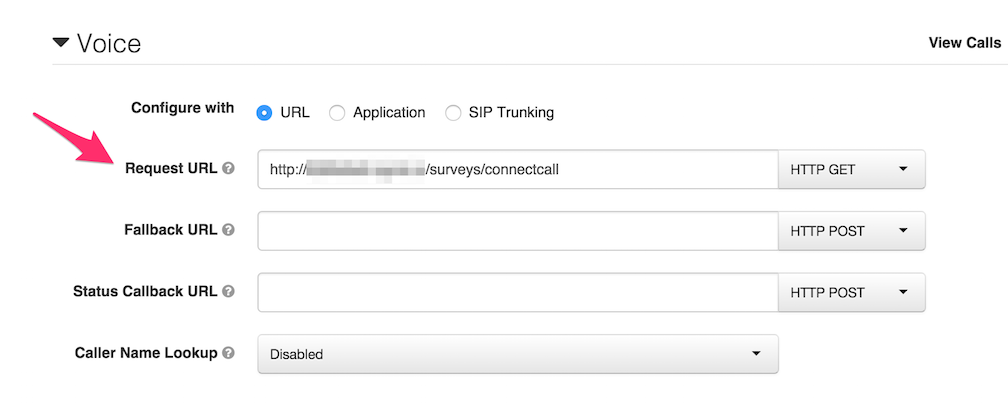 Voice
View Calls
Configure with URL Application SIP Trunking
Request URL ? http:// /surveys/connectcall HTTP GET
Fallback URL ? HTTP POST
Status Callback URL ? HTTP POST
Caller Name Lookup ? Disabled